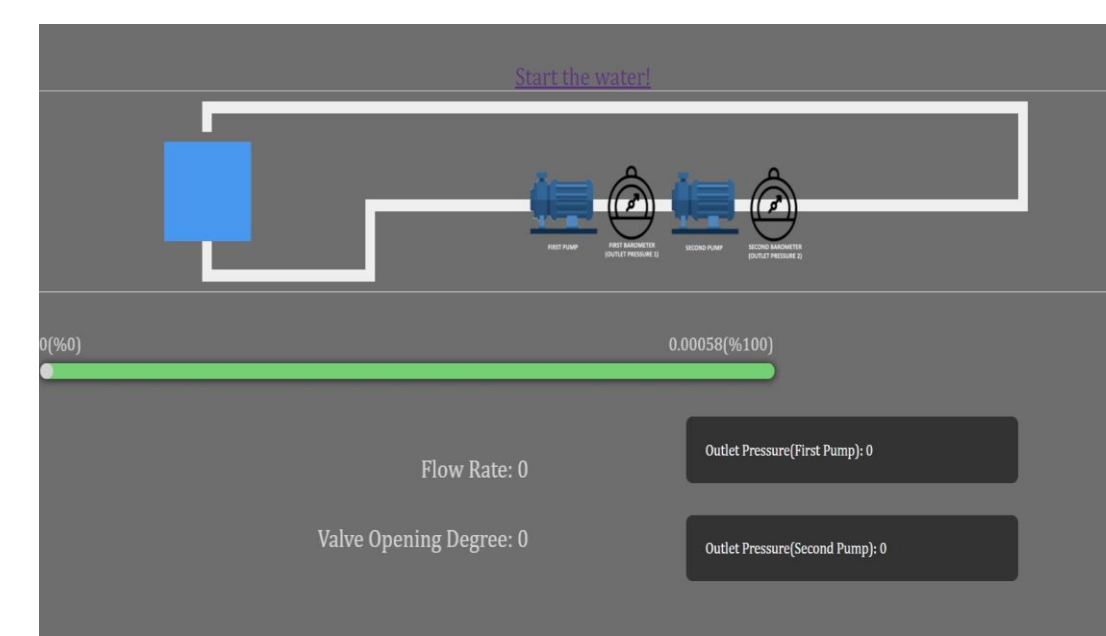 Start the water!
FIRST PUMP
FIRST BAROMETER
(OUTLET PRESSURE 1)
SECOND PUMP
SECOND BAROMETER
(OUTLET PRESSURE 2)
0(%0)
0.00058(%100)
Flow Rate: 0
Outlet Pressure(First Pump): 0
Valve Opening Degree: 0
Outlet Pressure(Second Pump): 0